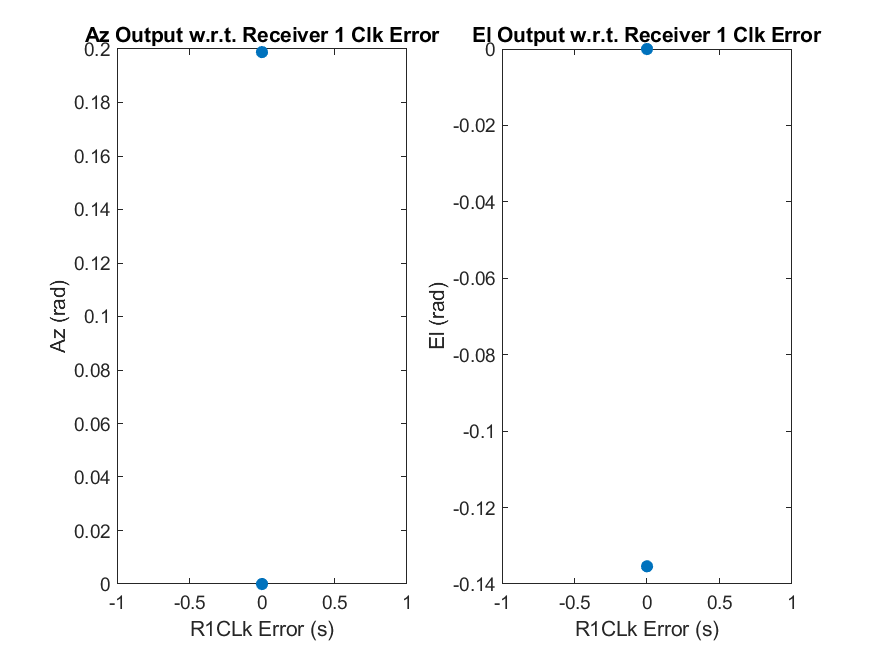 Az Output w.r.t. Receiver 1 Clk Error
0.2
0.18
0.16
0.14
0.12
0.1
0.08
0.06
0.04
0.02
0
Az (rad)
-1 -0.5 0 0.5 1
R1CLk Error (s)
El Output w.r.t. Receiver 1 Clk Error
0
-0.02
-0.04
-0.06
-0.08
-0.1
-0.12
-0.14
El (rad)
-1 -0.5 0 0.5 1
R1CLk Error (s)